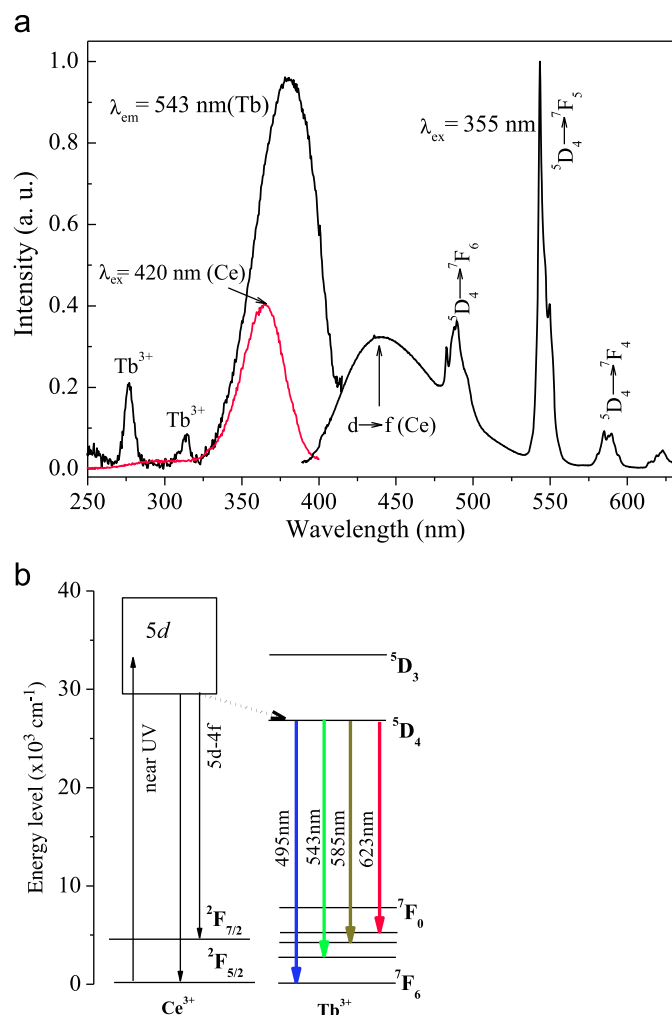 a
1.0
0.8
0.6
0.4
0.2
0.0
Intensity (a. u.)
λem = 543 nm(Tb)
λex = 355 nm
⁵D₄→⁷F₅
λex= 420 nm (Ce)
⁵D₄→⁷F₆
Tb³⁺
Tb³⁺
d→f (Ce)
⁵D₄→⁷F₄
250 300 350 400 450 500 550 600
Wavelength (nm)
b
40
30
20
10
0
Energy level (x10³ cm⁻¹)
5d
near UV
5d-4f
²F₇/₂
²F₅/₂
Ce³⁺
⁵D₃
⁵D₄
495nm
543nm
585nm
623nm
⁷F₀
⁷F₆
Tb³⁺